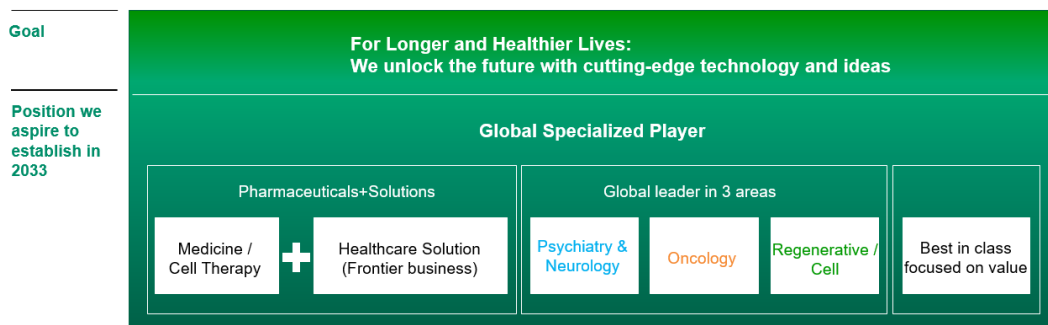 Goal
For Longer and Healthier Lives:
We unlock the future with cutting-edge technology and ideas
Position we
aspire to
establish in
2033
Global Specialized Player
Pharmaceuticals+Solutions
Medicine /
Cell Therapy
Healthcare Solution
(Frontier business)
Global leader in 3 areas
Psychiatry &
Neurology
Oncology
Regenerative /
Cell
Best in class
focused on value